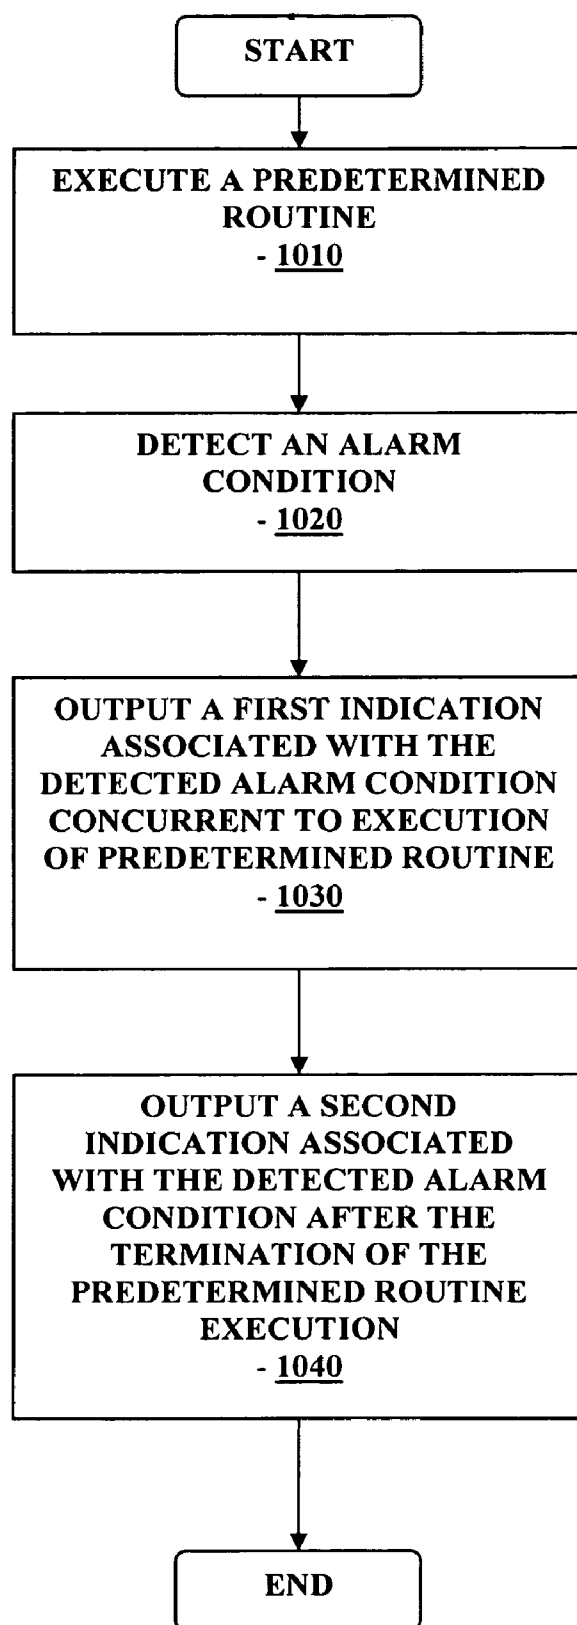 START
EXECUTE A PREDETERMINED
ROUTINE
- 1010
DETECT AN ALARM
CONDITION
- 1020
OUTPUT A FIRST INDICATION
ASSOCIATED WITH THE
DETECTED ALARM CONDITION
CONCURRENT TO EXECUTION
OF PREDETERMINED ROUTINE
- 1030
OUTPUT A SECOND
INDICATION ASSOCIATED
WITH THE DETECTED ALARM
CONDITION AFTER THE
TERMINATION OF THE
PREDETERMINED ROUTINE
EXECUTION
- 1040
END